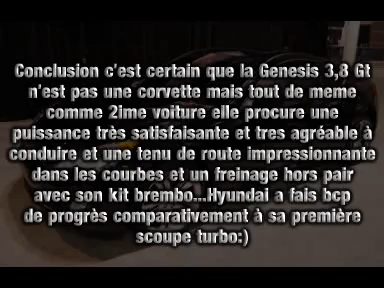 Conclusion c'est certain que la Genesis 3,8 Gt
n'est pas une corvette mais tout de meme
comme 2ime voiture elle procure une
puissance très satisfaisante et tres agréable à
conduire et une tenu de route impressionnante
dans les courbes et un freinage hors pair
avec son kit brembo...Hyundai a fais bcp
de progrès comparativement à sa première
scoupe turbo:)